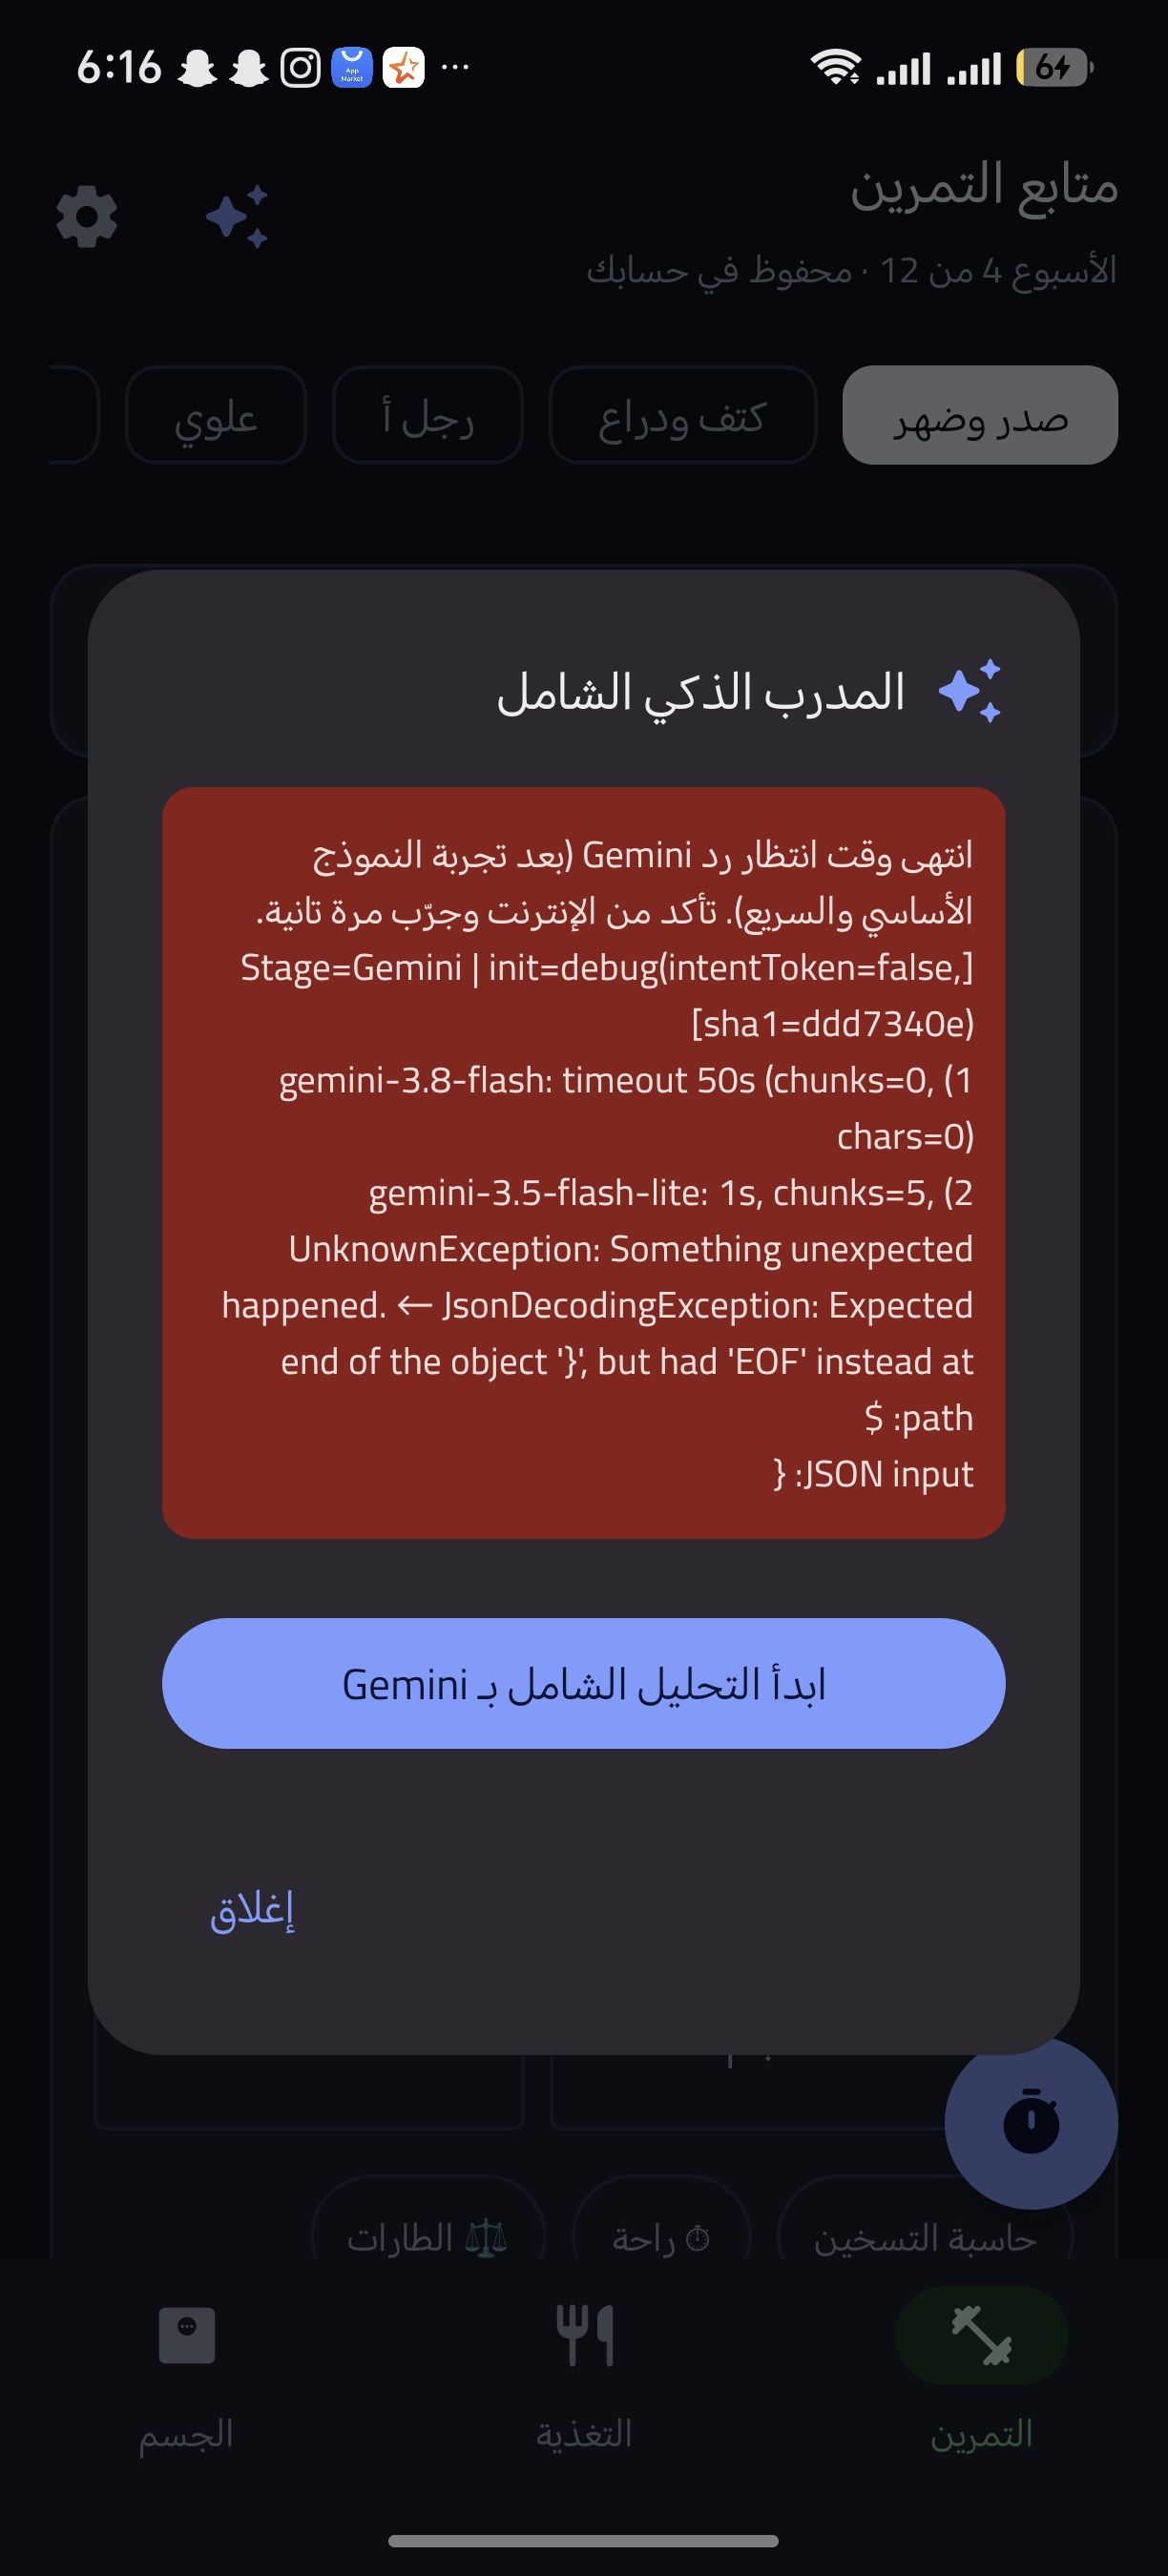 6:16
App Market
6
متابع التمرين
الأسبوع 4 من 12 · محفوظ في حسابك
صدر وضهر
كتف ودراع
رجل أ
علوي
المدرب الذكي الشامل
انتهى وقت انتظار رد Gemini (بعد تجربة النموذج
الأساسي والسريع). تأكد من الإنترنت وجرّب مرة تانية.
[Stage=Gemini | init=debug(intentToken=false,
sha1=ddd7340e)]
1) gemini-3.8-flash: timeout 50s (chunks=0,
chars=0)
2) gemini-3.5-flash-lite: 1s, chunks=5,
UnknownException: Something unexpected
happened. ← JsonDecodingException: Expected
end of the object '}', but had 'EOF' instead at
path: $
JSON input: {
ابدأ التحليل الشامل بـ Gemini
إغلاق
حاسبة التسخين
⏱ راحة
⚖️ الطارات
التمرين
التغذية
الجسم